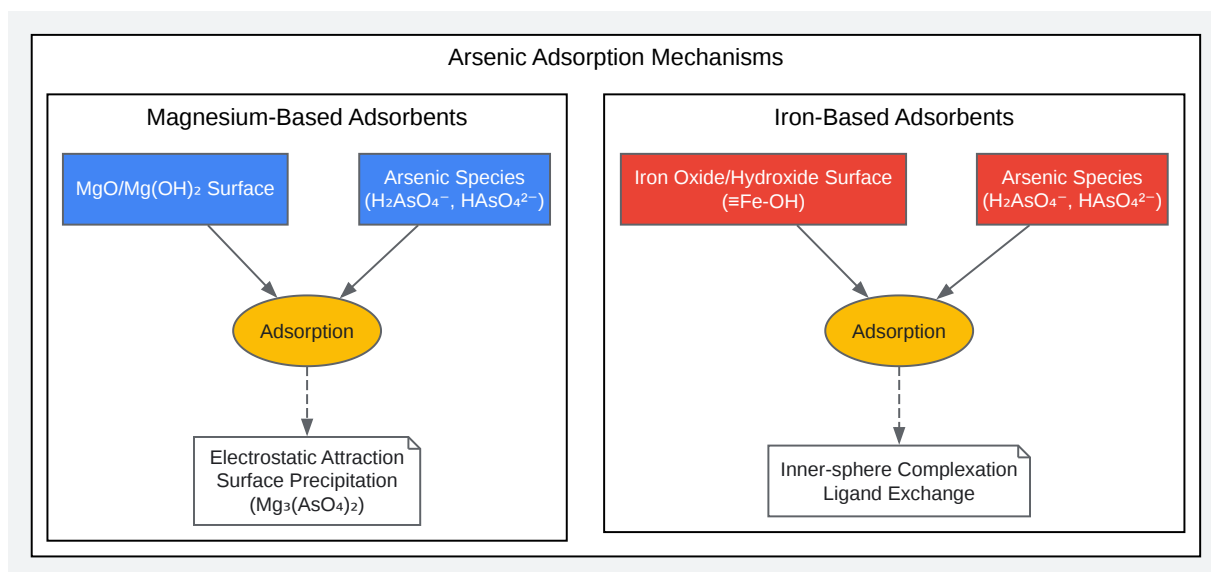 Arsenic Adsorption Mechanisms
Magnesium-Based Adsorbents
MgO/Mg(OH)₂ Surface
Arsenic Species
(H₂AsO₄⁻, HAsO₄²⁻)
Adsorption
Electrostatic Attraction
Surface Precipitation
(Mg₃(AsO₄)₂)
Iron-Based Adsorbents
Iron Oxide/Hydroxide Surface
(≡Fe-OH)
Arsenic Species
(H₂AsO₄⁻, HAsO₄²⁻)
Adsorption
Inner-sphere Complexation
Ligand Exchange